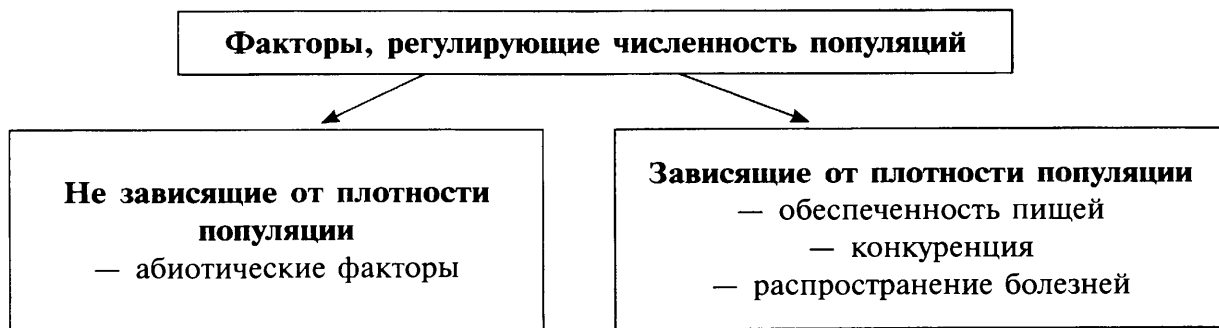 Факторы, регулирующие численность популяций
Не зависящие от плотности
популяции
— абиотические факторы
Зависящие от плотности популяции
— обеспеченность пищей
— конкуренция
— распространение болезней